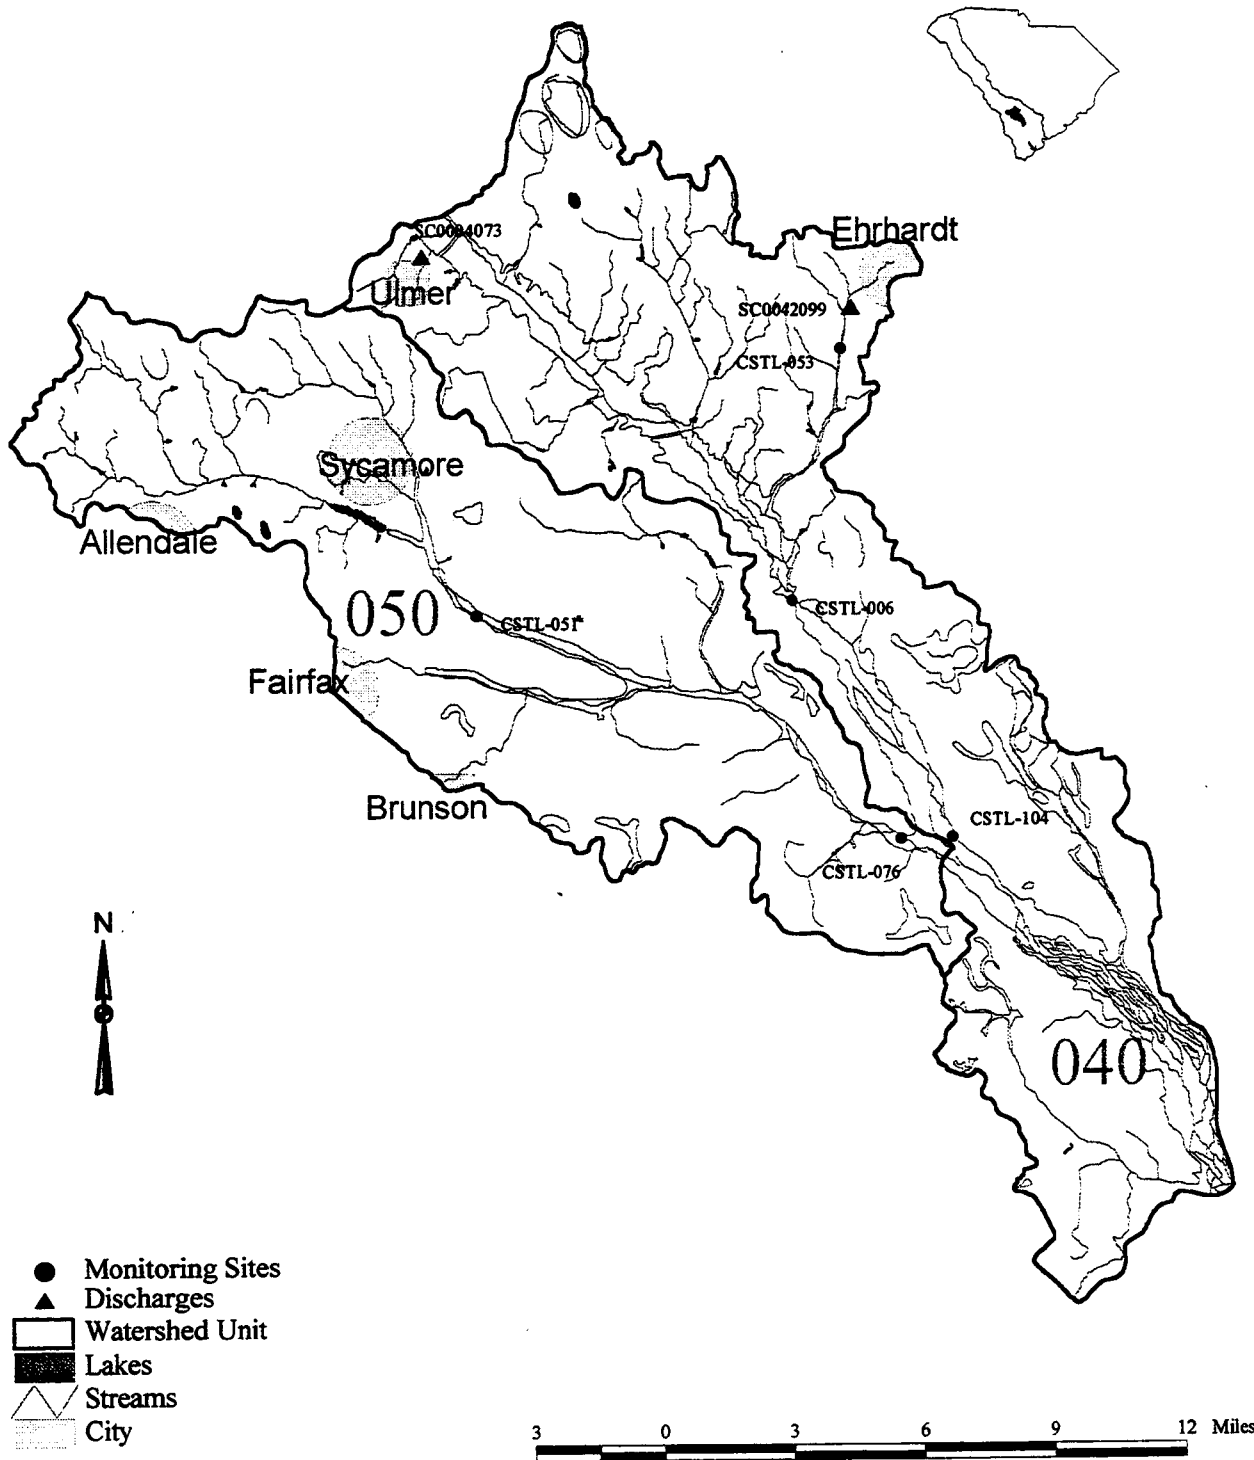 Ehrhardt
SC0004073
Ulmer
SC0042099
CSTL-053
Sycamore
Allendale
050
CSTL-051
CSTL-006
Fairfax
Brunson
CSTL-104
CSTL-076
N
040
Monitoring Sites
Discharges
Watershed Unit
Lakes
Streams
City
3 0 3 6 9 12 Miles